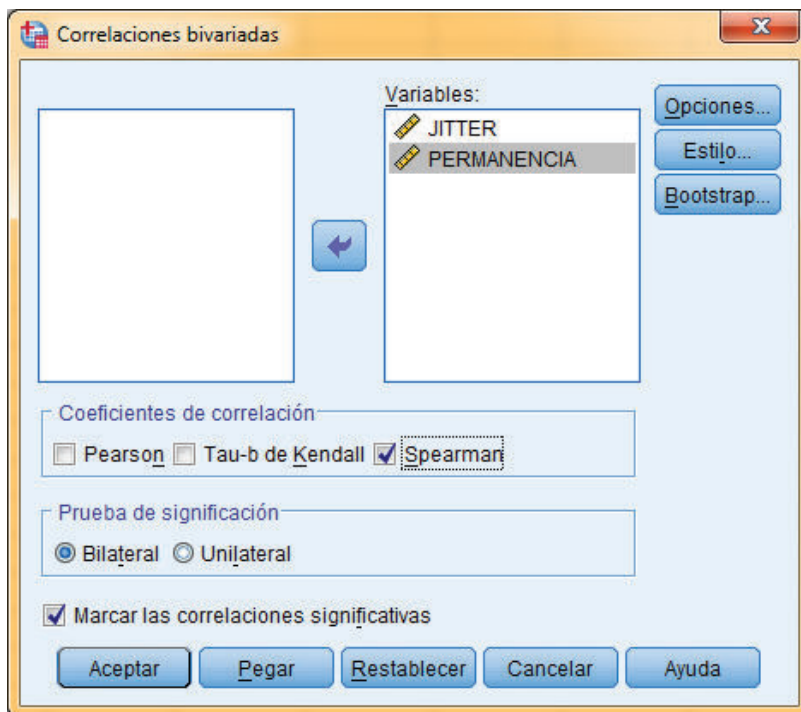 Correlaciones bivariadas
Variables:
JITTER
PERMANENCIA
Opciones...
Estilo...
Bootstrap...
Coeficientes de correlación
Pearson Tau-b de Kendall Spearman
Prueba de significación
Bilateral Unilateral
Marcar las correlaciones significativas
Aceptar Pegar Restablecer Cancelar Ayuda